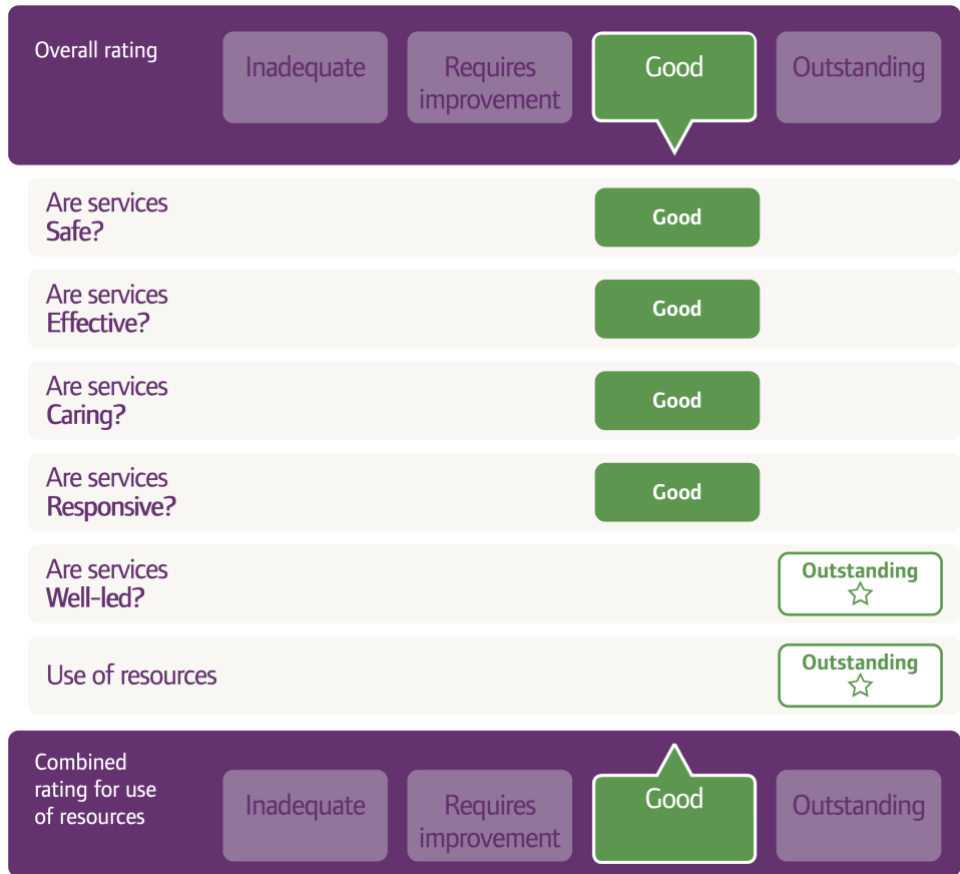 Overall rating
Inadequate
Requires
improvement
Good
Outstanding
Are services
Safe?
Good
Are services
Effective?
Good
Are services
Caring?
Good
Are services
Responsive?
Good
Are services
Well-led?
Outstanding
Use of resources
Outstanding
Combined
rating for use
of resources
Inadequate
Requires
improvement
Good
Outstanding